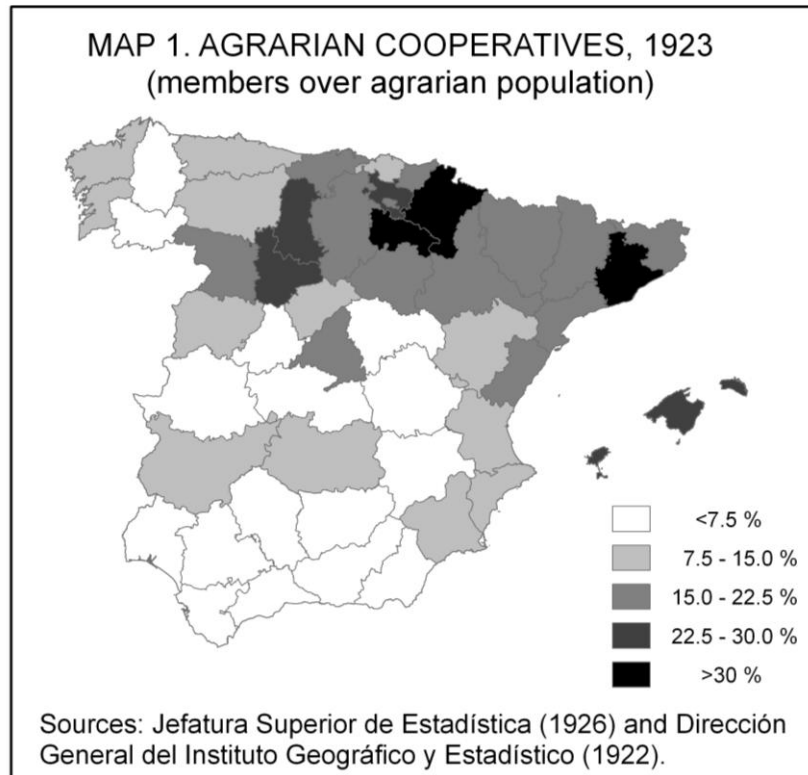 MAP 1. AGRARIAN COOPERATIVES, 1923
(members over agrarian population)
<7.5 %
7.5 - 15.0 %
15.0 - 22.5 %
22.5 - 30.0 %
>30 %
Sources: Jefatura Superior de Estadística (1926) and Dirección
General del Instituto Geográfico y Estadístico (1922).